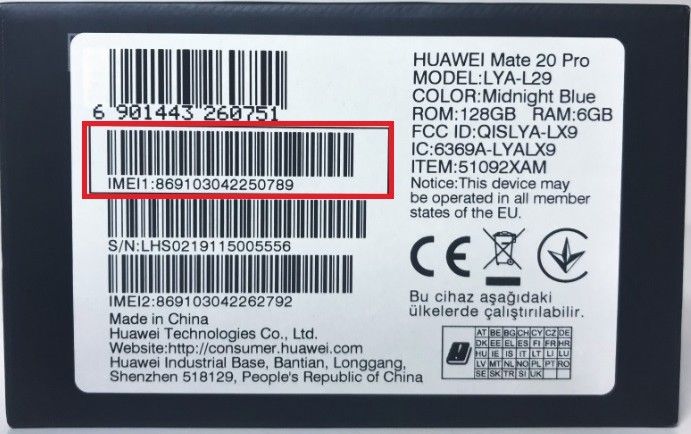 6 901443 260751
IMEI1:869103042250789
S/N:LHS0219115005556
IMEI2:869103042262792
Made in China
Huawei Technologies Co., Ltd.
Website:http://consumer.huawei.com
Huawei Industrial Base, Bantian, Longgang,
Shenzhen 518129, People's Republic of China
HUAWEI Mate 20 Pro
MODEL:LYA-L29
COLOR:Midnight Blue
ROM:128GB RAM:6GB
FCC ID:QISLYA-LX9
IC:6369A-LYALX9
ITEM:51092XAM
Notice:This device may
be operated in all member
states of the EU.
CE
Bu cihaz aşağıdaki
ülkelerde çalıştırılabilir.
AT BE BG CH CY CZ DE
DK EE EL ES FI FR HR
HU IE IS IT LT LI LU
LV MT NL NO PL PT RO
SE SK TR SI UK